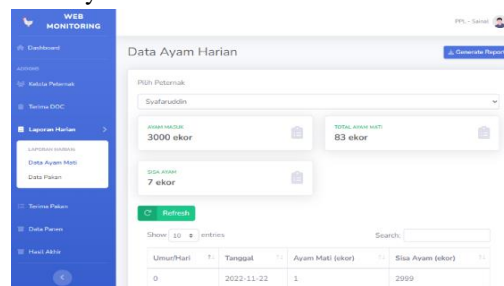 WEB
MONITORING
PPL - Sainal
Dashboard
Data Ayam Harian
Generate Report
Kelola Peternak
Pilih Peternak
Terima DOC
Syafaruddin
Laporan Harian
AYAM MASUK
3000 ekor
TOTAL AYAM MATI
83 ekor
LAPORAN HARIAN
Data Ayam Mati
Data Pakan
SISA AYAM
7 ekor
Terima Pakan
Refresh
Data Panen
Show 10 entries
Search:
Hasil Akhir
Umur/Hari Tanggal Ayam Mati (ekor) Sisa Ayam (ekor)
0 2022-11-22 1 2999